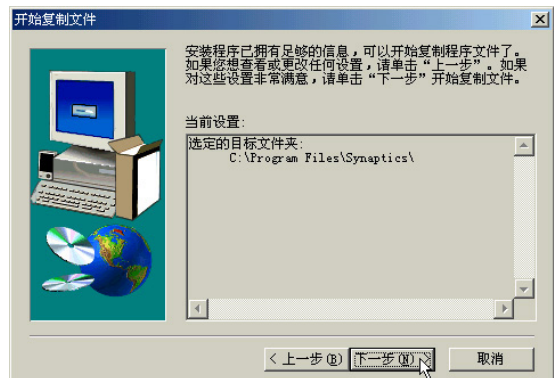 开始复制文件
安装程序已拥有足够的信息，可以开始复制程序文件了。
如果您想查看或更改任何设置，请单击“上一步”。如果
对这些设置非常满意，请单击“下一步”开始复制文件。
当前设置：
选定的目标文件夹:
C:\Program Files\Synaptics\
< 上一步(B)
下一步(N) >
取消